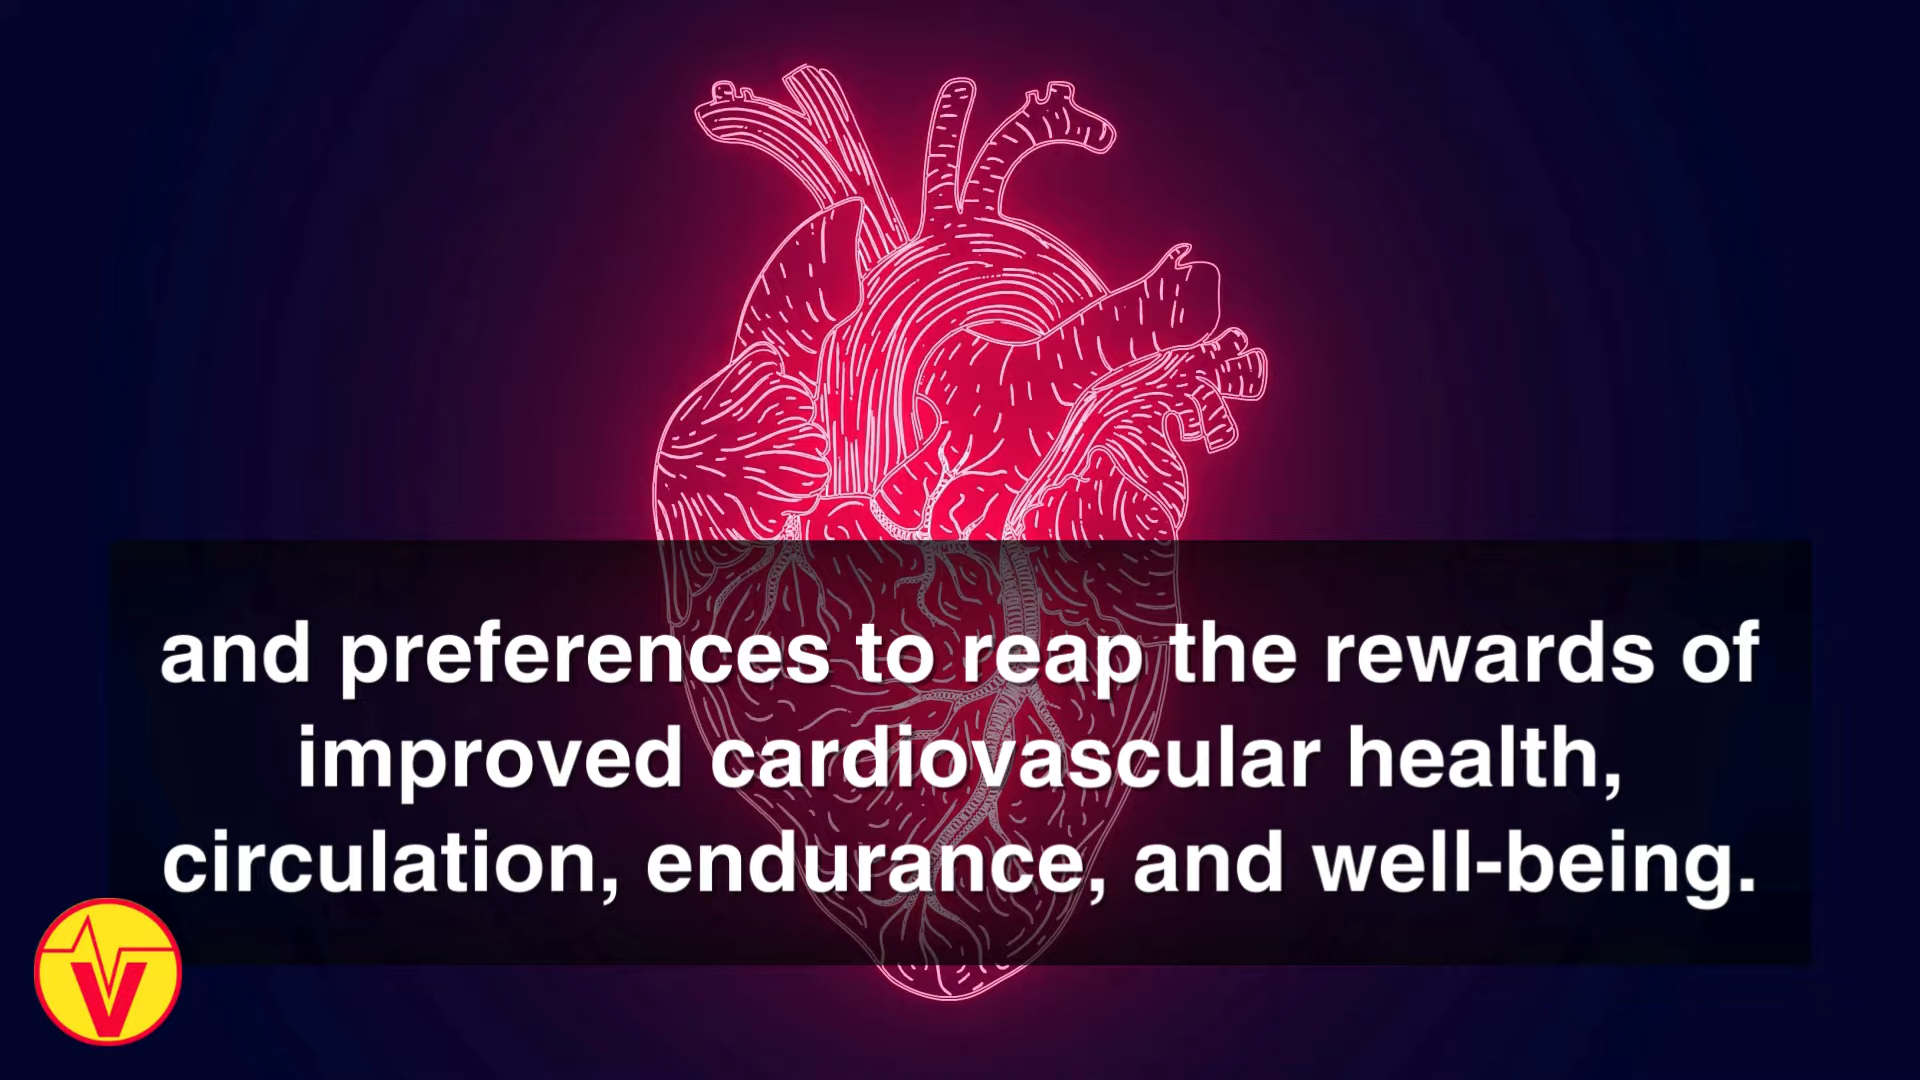 and preferences to reap the rewards of
improved cardiovascular health,
circulation, endurance, and well-being.
V